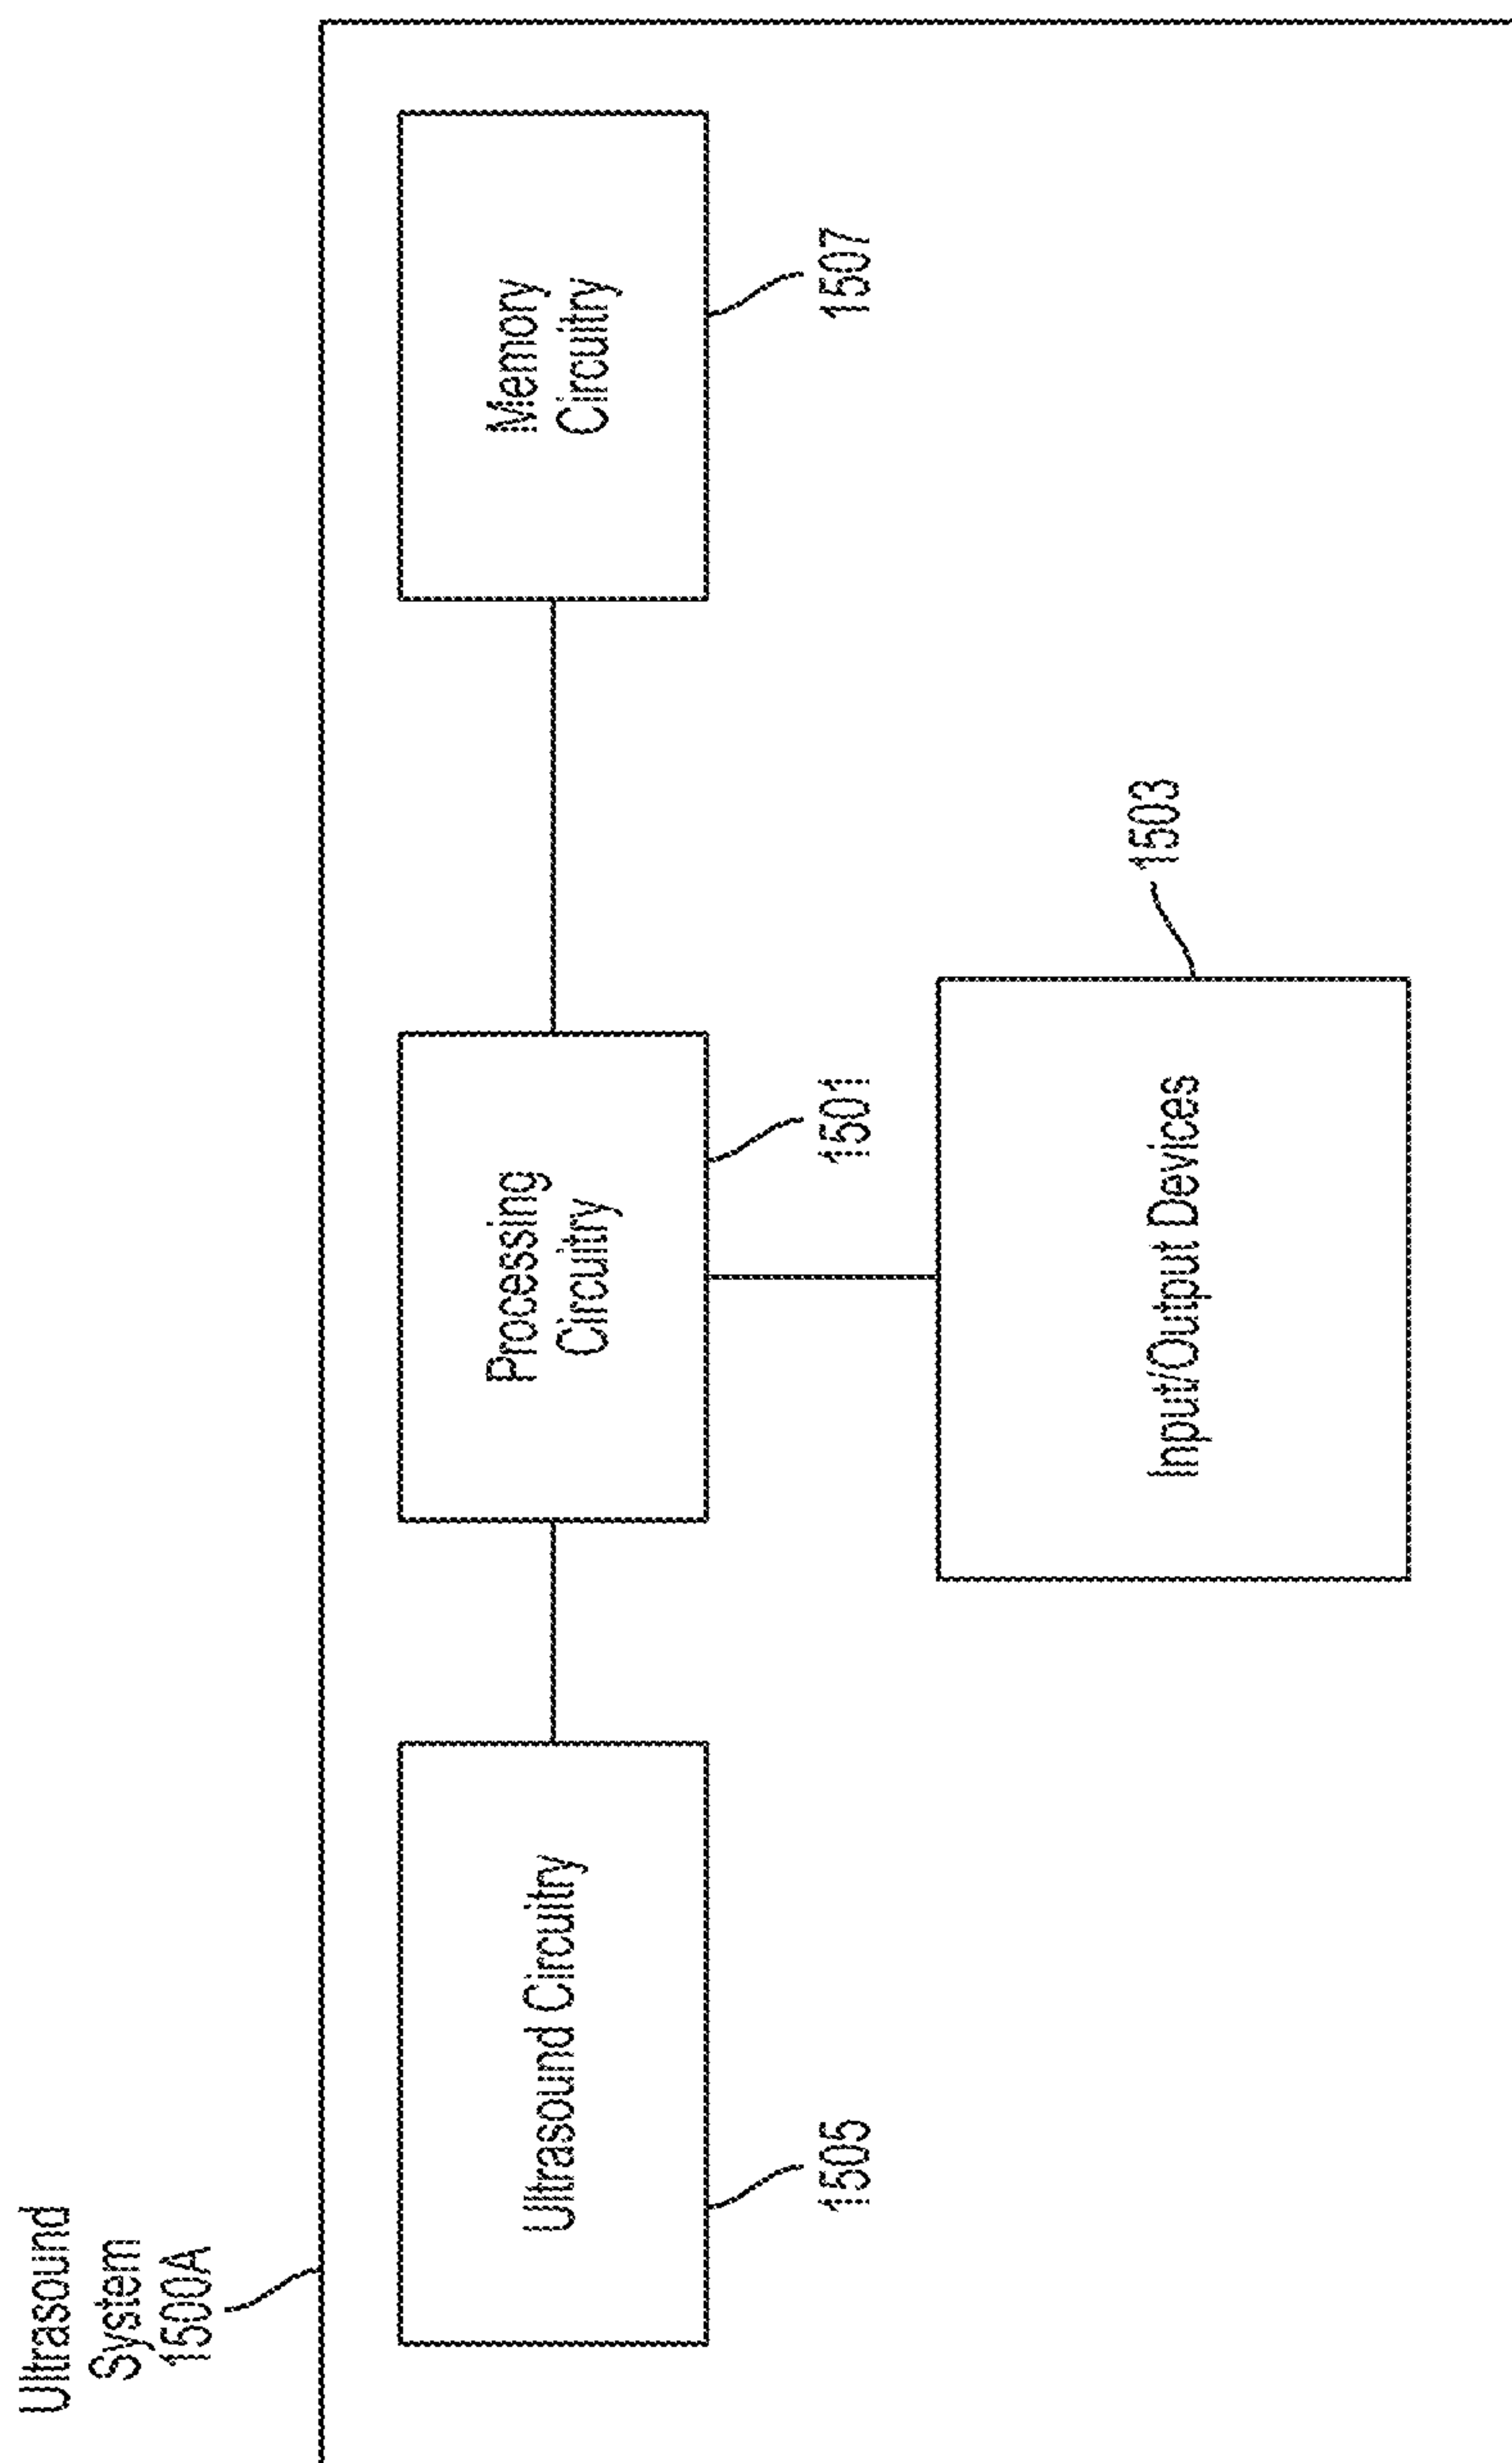 Ultrasound
System
1500A
Ultrasound Circuitry
1505
Processing
Circuitry
1501
Memory
Circuitry
1507
Input/Output Devices
1503